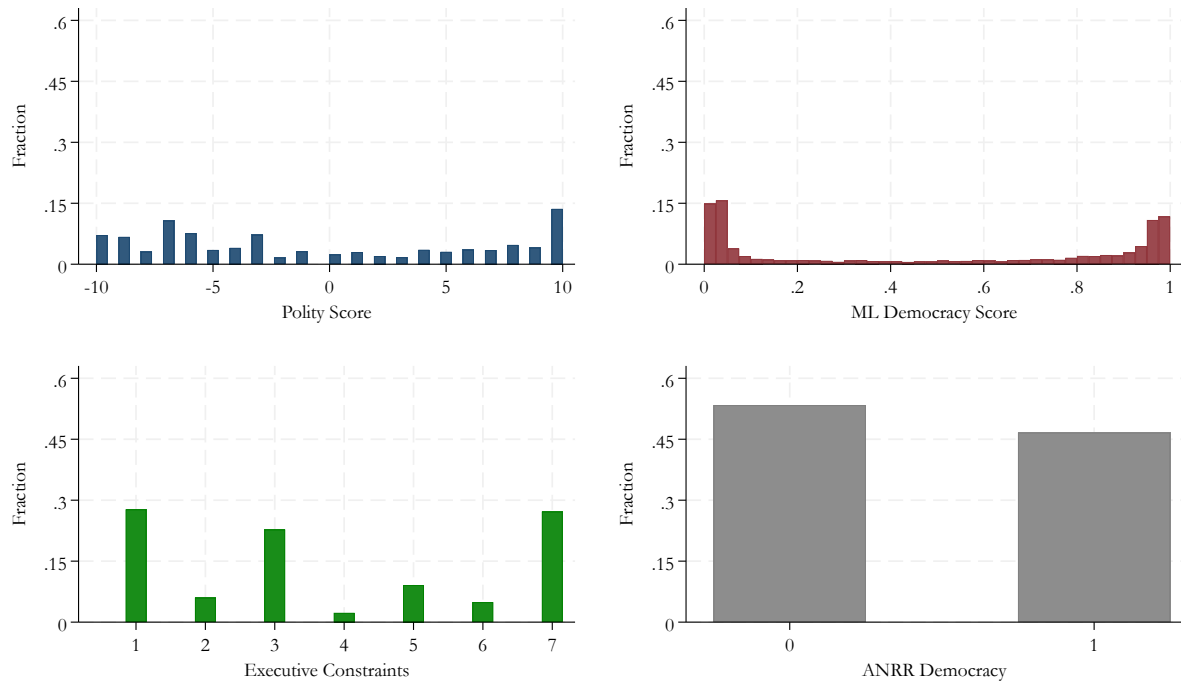 .6
.45
.3
.15
0
Fraction
-10 -5 0 5 10
Polity Score
.6
.45
.3
.15
0
Fraction
0 .2 .4 .6 .8 1
ML Democracy Score
.6
.45
.3
.15
0
Fraction
1 2 3 4 5 6 7
Executive Constraints
.6
.45
.3
.15
0
Fraction
0 1
ANRR Democracy